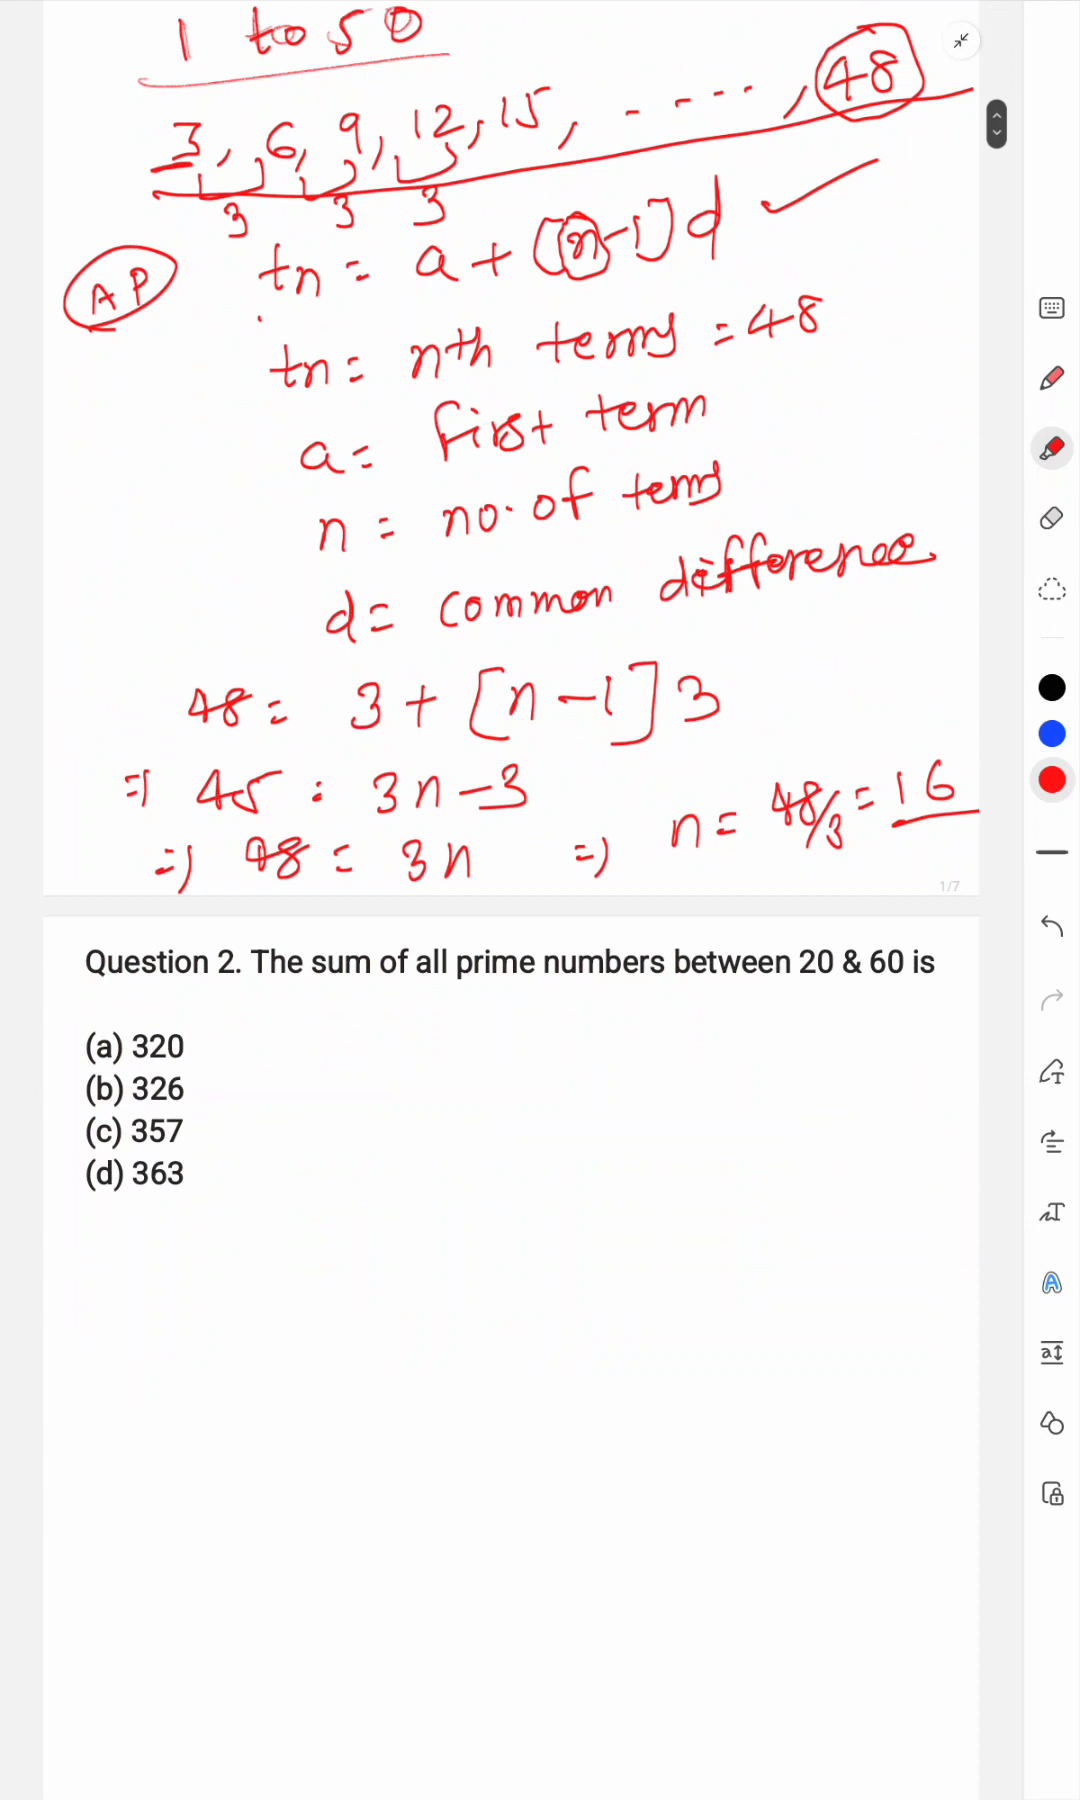 1 to 50
3, 6, 9, 12, 15, ----, 48
3 3 3
AP tn = a + [n-1]d ✓
tn = nth terms = 48
a = first term
n = no. of terms
d = common difference
48 = 3 + [n-1]3
=) 45 = 3n-3
=) 48 = 3n =) n = 48/3 = 16
1/7
Question 2. The sum of all prime numbers between 20 & 60 is
(a) 320
(b) 326
(c) 357
(d) 363